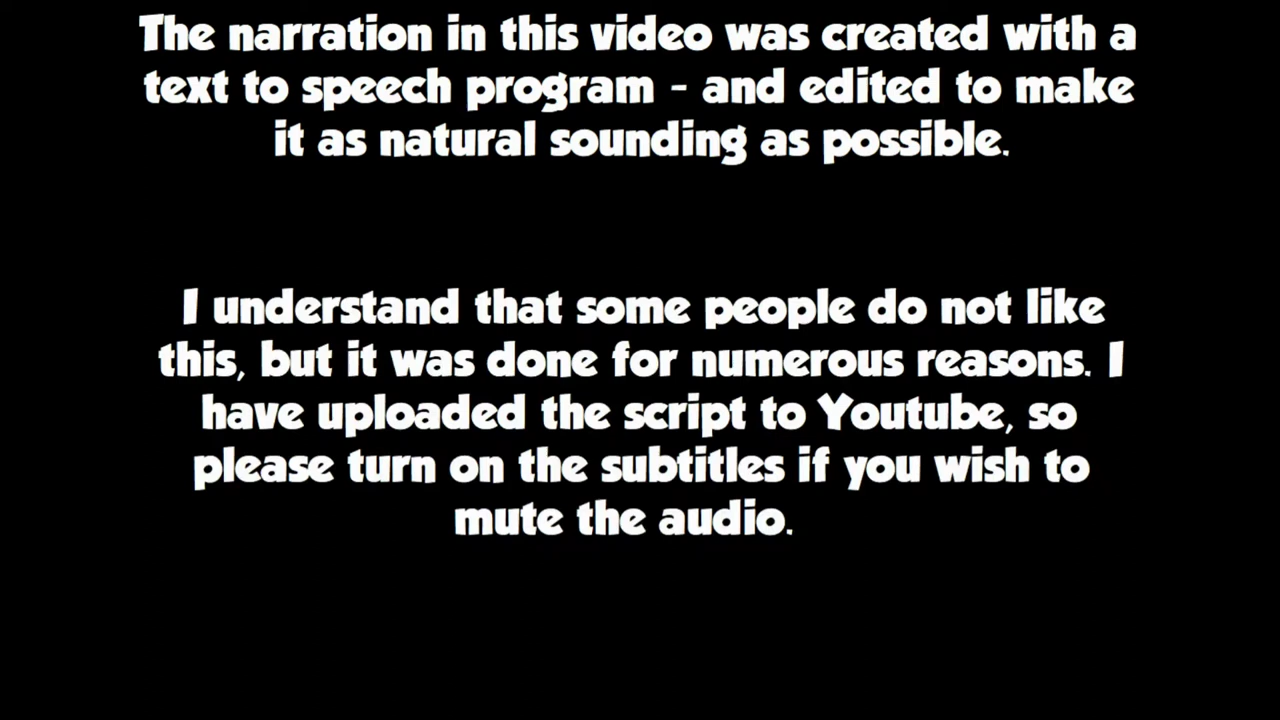 The narration in this video was created with a
text to speech program - and edited to make
it as natural sounding as possible.
I understand that some people do not like
this, but it was done for numerous reasons. I
have uploaded the script to Youtube, so
please turn on the subtitles if you wish to
mute the audio.